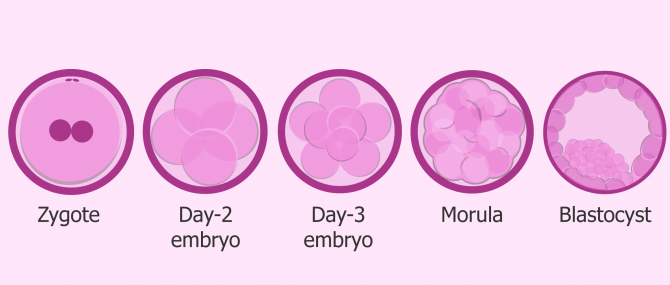 Zygote
Day-2
embryo
Day-3
embryo
Morula
Blastocyst